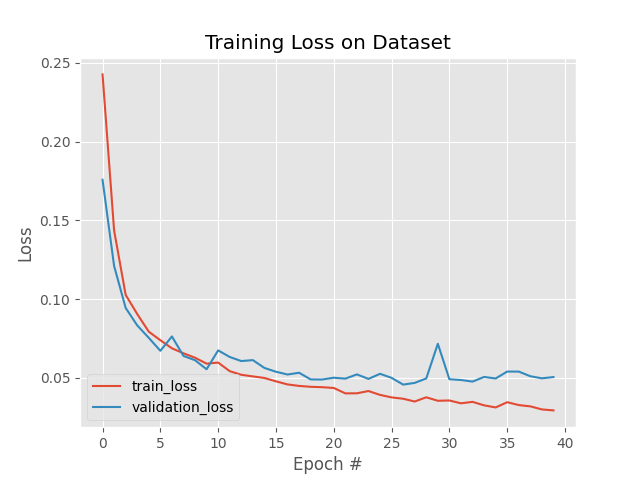 Training Loss on Dataset
0.25
0.20
0.15
0.10
0.05
Loss
train_loss
validation_loss
0 5 10 15 20 25 30 35 40
Epoch #